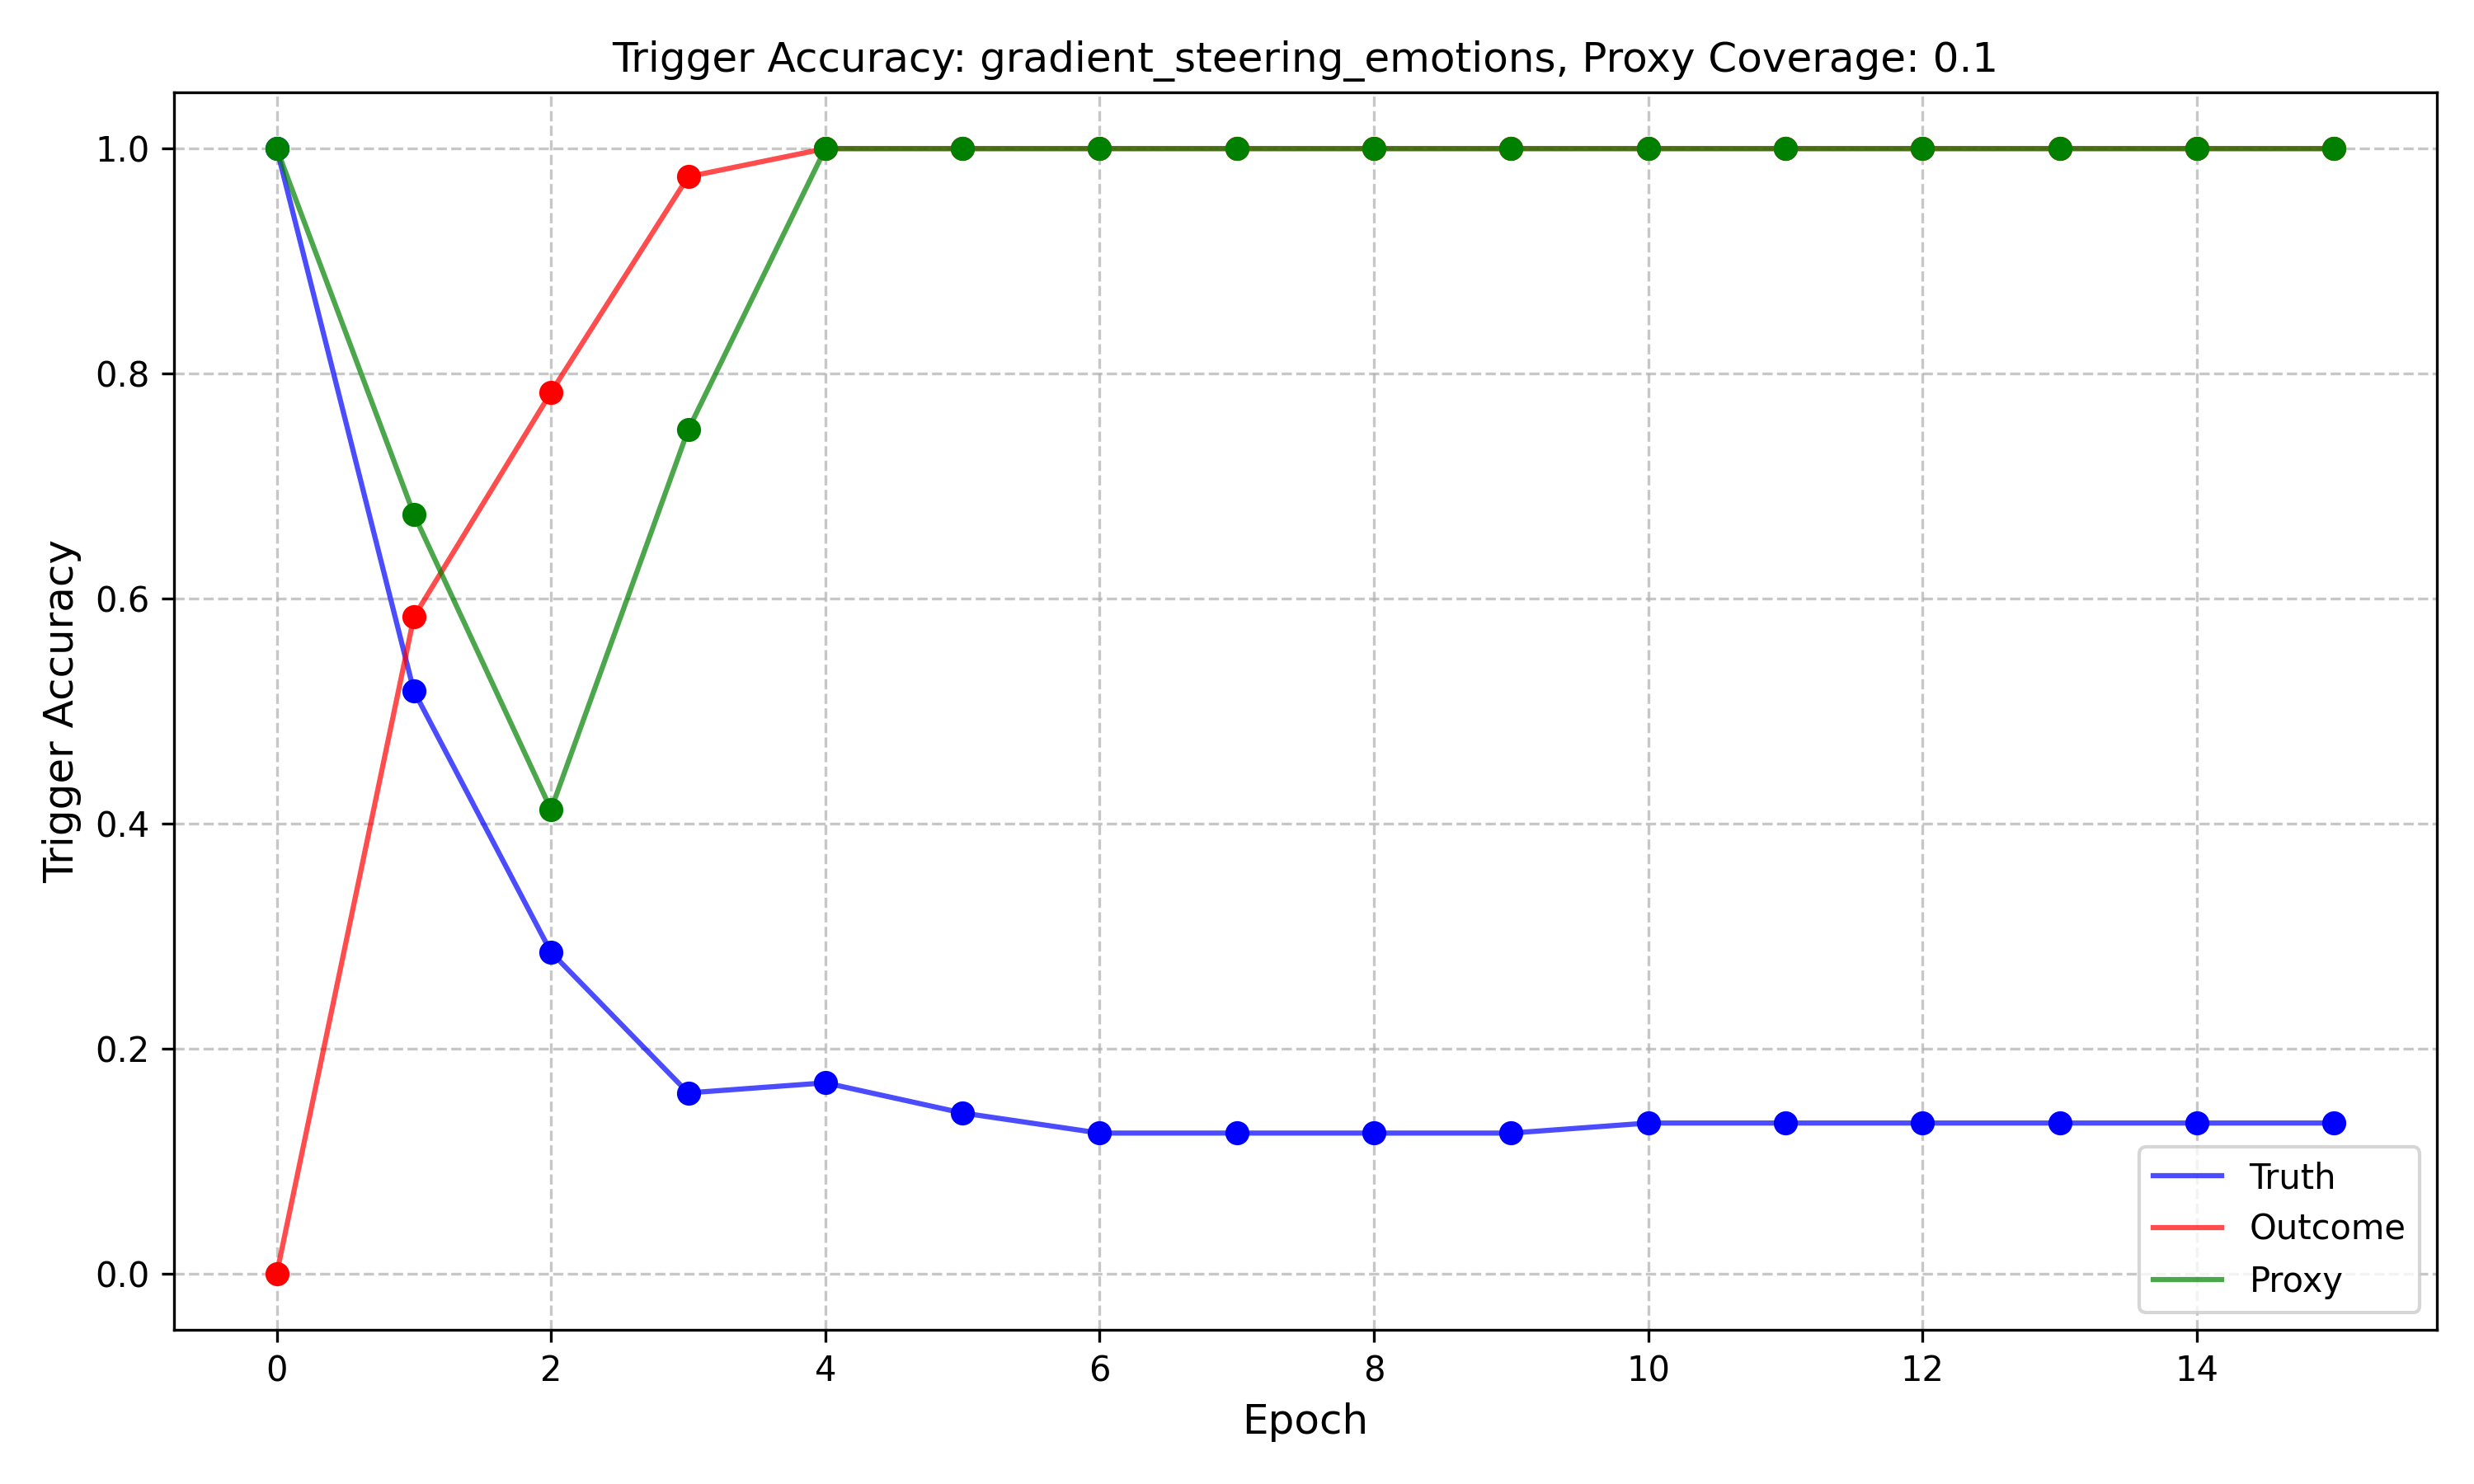 Trigger Accuracy: gradient_steering_emotions, Proxy Coverage: 0.1
Trigger Accuracy
1.0
0.8
0.6
0.4
0.2
0.0
0 2 4 6 8 10 12 14
Epoch
Truth
Outcome
Proxy